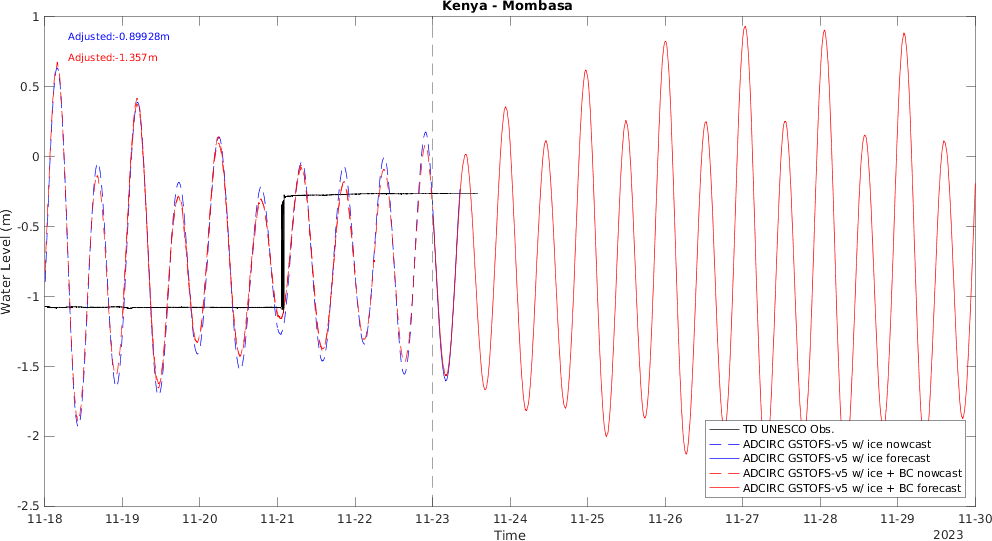 Kenya - Mombasa
Adjusted:-0.89928m
Adjusted:-1.357m
Water Level (m)
1
0.5
0
-0.5
-1
-1.5
-2
-2.5
TD UNESCO Obs.
ADCIRC GSTOFS-v5 w/ ice nowcast
ADCIRC GSTOFS-v5 w/ ice forecast
ADCIRC GSTOFS-v5 w/ ice + BC nowcast
ADCIRC GSTOFS-v5 w/ ice + BC forecast
11-18 11-19 11-20 11-21 11-22 11-23 11-24 11-25 11-26 11-27 11-28 11-29 11-30
Time
2023